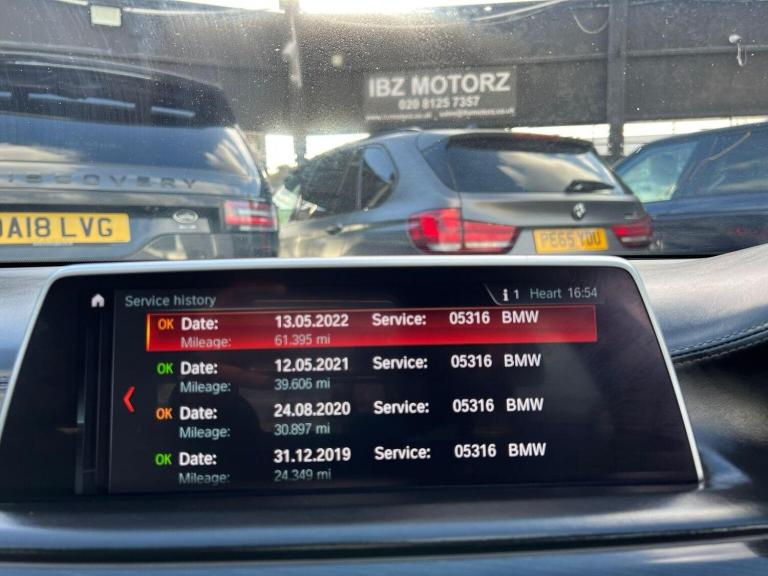 IBZ MOTORZ
020 8125 7357
DISCOVERY
DA18 LVG
PE65 YDU
Service history
i 1 Heart 16:54
OK Date: 13.05.2022 Service: 05316 BMW
Mileage: 61.395 mi
OK Date: 12.05.2021 Service: 05316 BMW
Mileage: 39.606 mi
OK Date: 24.08.2020 Service: 05316 BMW
Mileage: 30.897 mi
OK Date: 31.12.2019 Service: 05316 BMW
Mileage: 24.349 mi